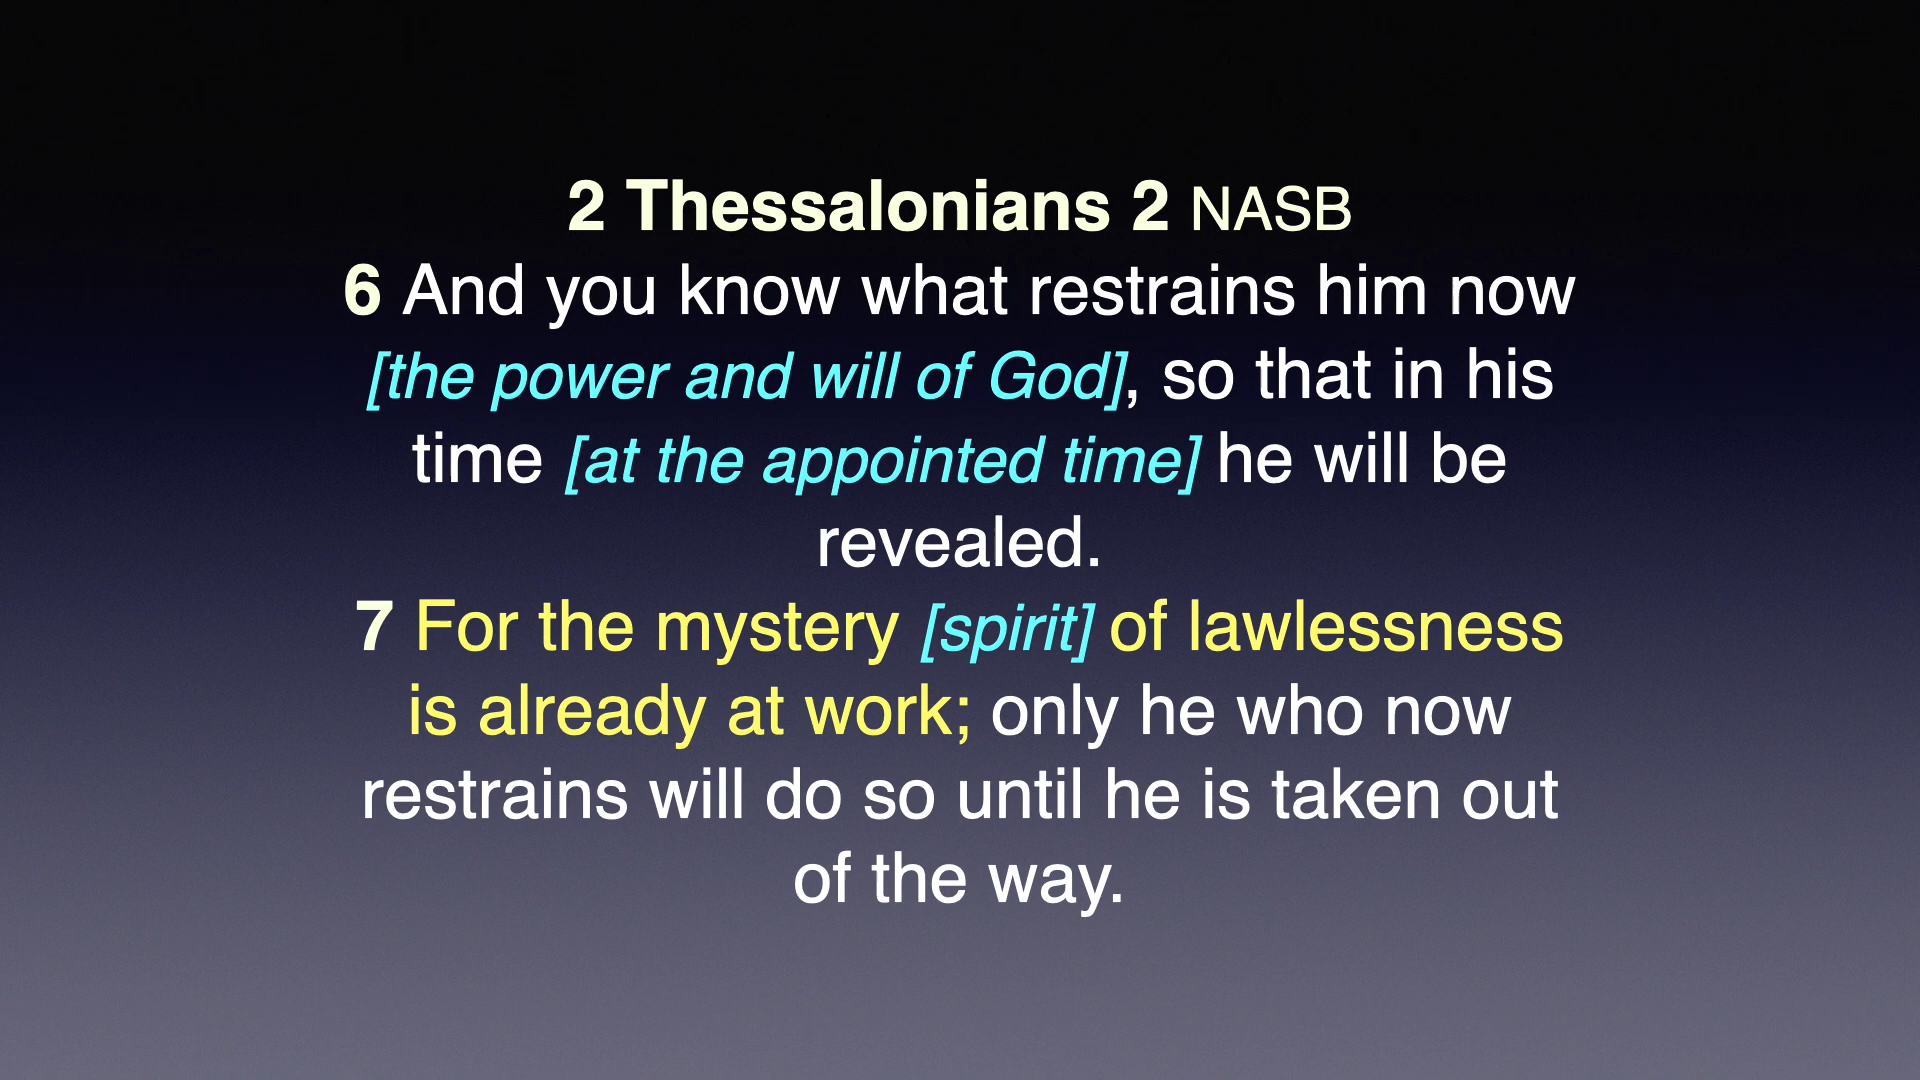 2 Thessalonians 2 NASB
6 And you know what restrains him now
[the power and will of God], so that in his
time [at the appointed time] he will be
revealed.
7 For the mystery [spirit] of lawlessness
is already at work; only he who now
restrains will do so until he is taken out
of the way.